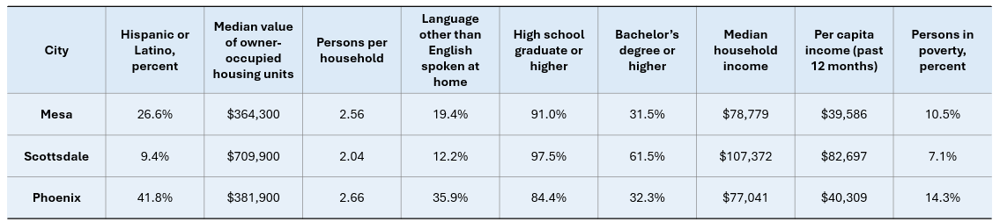 City Hispanic or Latino, percent Median value of owner-occupied housing units Persons per household Language other than English spoken at home High school graduate or higher Bachelor's degree or higher Median household income Per capita income (past 12 months) Persons in poverty, percent
Mesa 26.6% $364,300 2.56 19.4% 91.0% 31.5% $78,779 $39,586 10.5%
Scottsdale 9.4% $709,900 2.04 12.2% 97.5% 61.5% $107,372 $82,697 7.1%
Phoenix 41.8% $381,900 2.66 35.9% 84.4% 32.3% $77,041 $40,309 14.3%